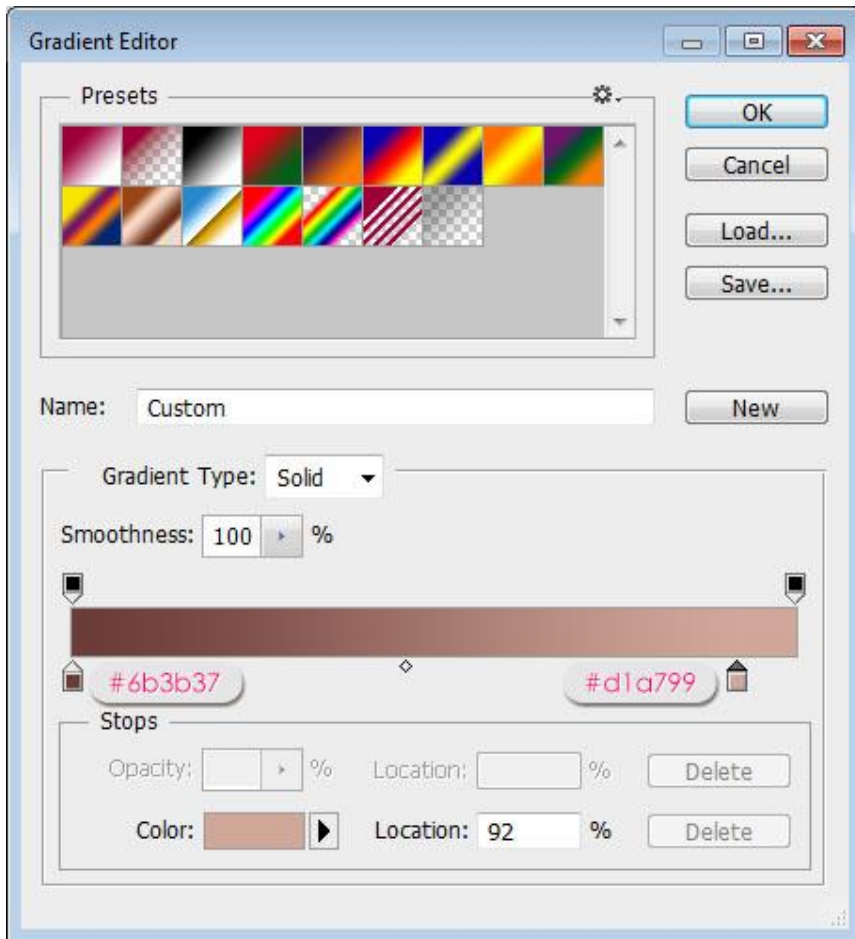 Gradient Editor
Presets
OK
Cancel
Load...
Save...
Name: Custom New
Gradient Type: Solid
Smoothness: 100 %
#6b3b37 #d1a799
Stops
Opacity: % Location: % Delete
Color: Location: 92 % Delete